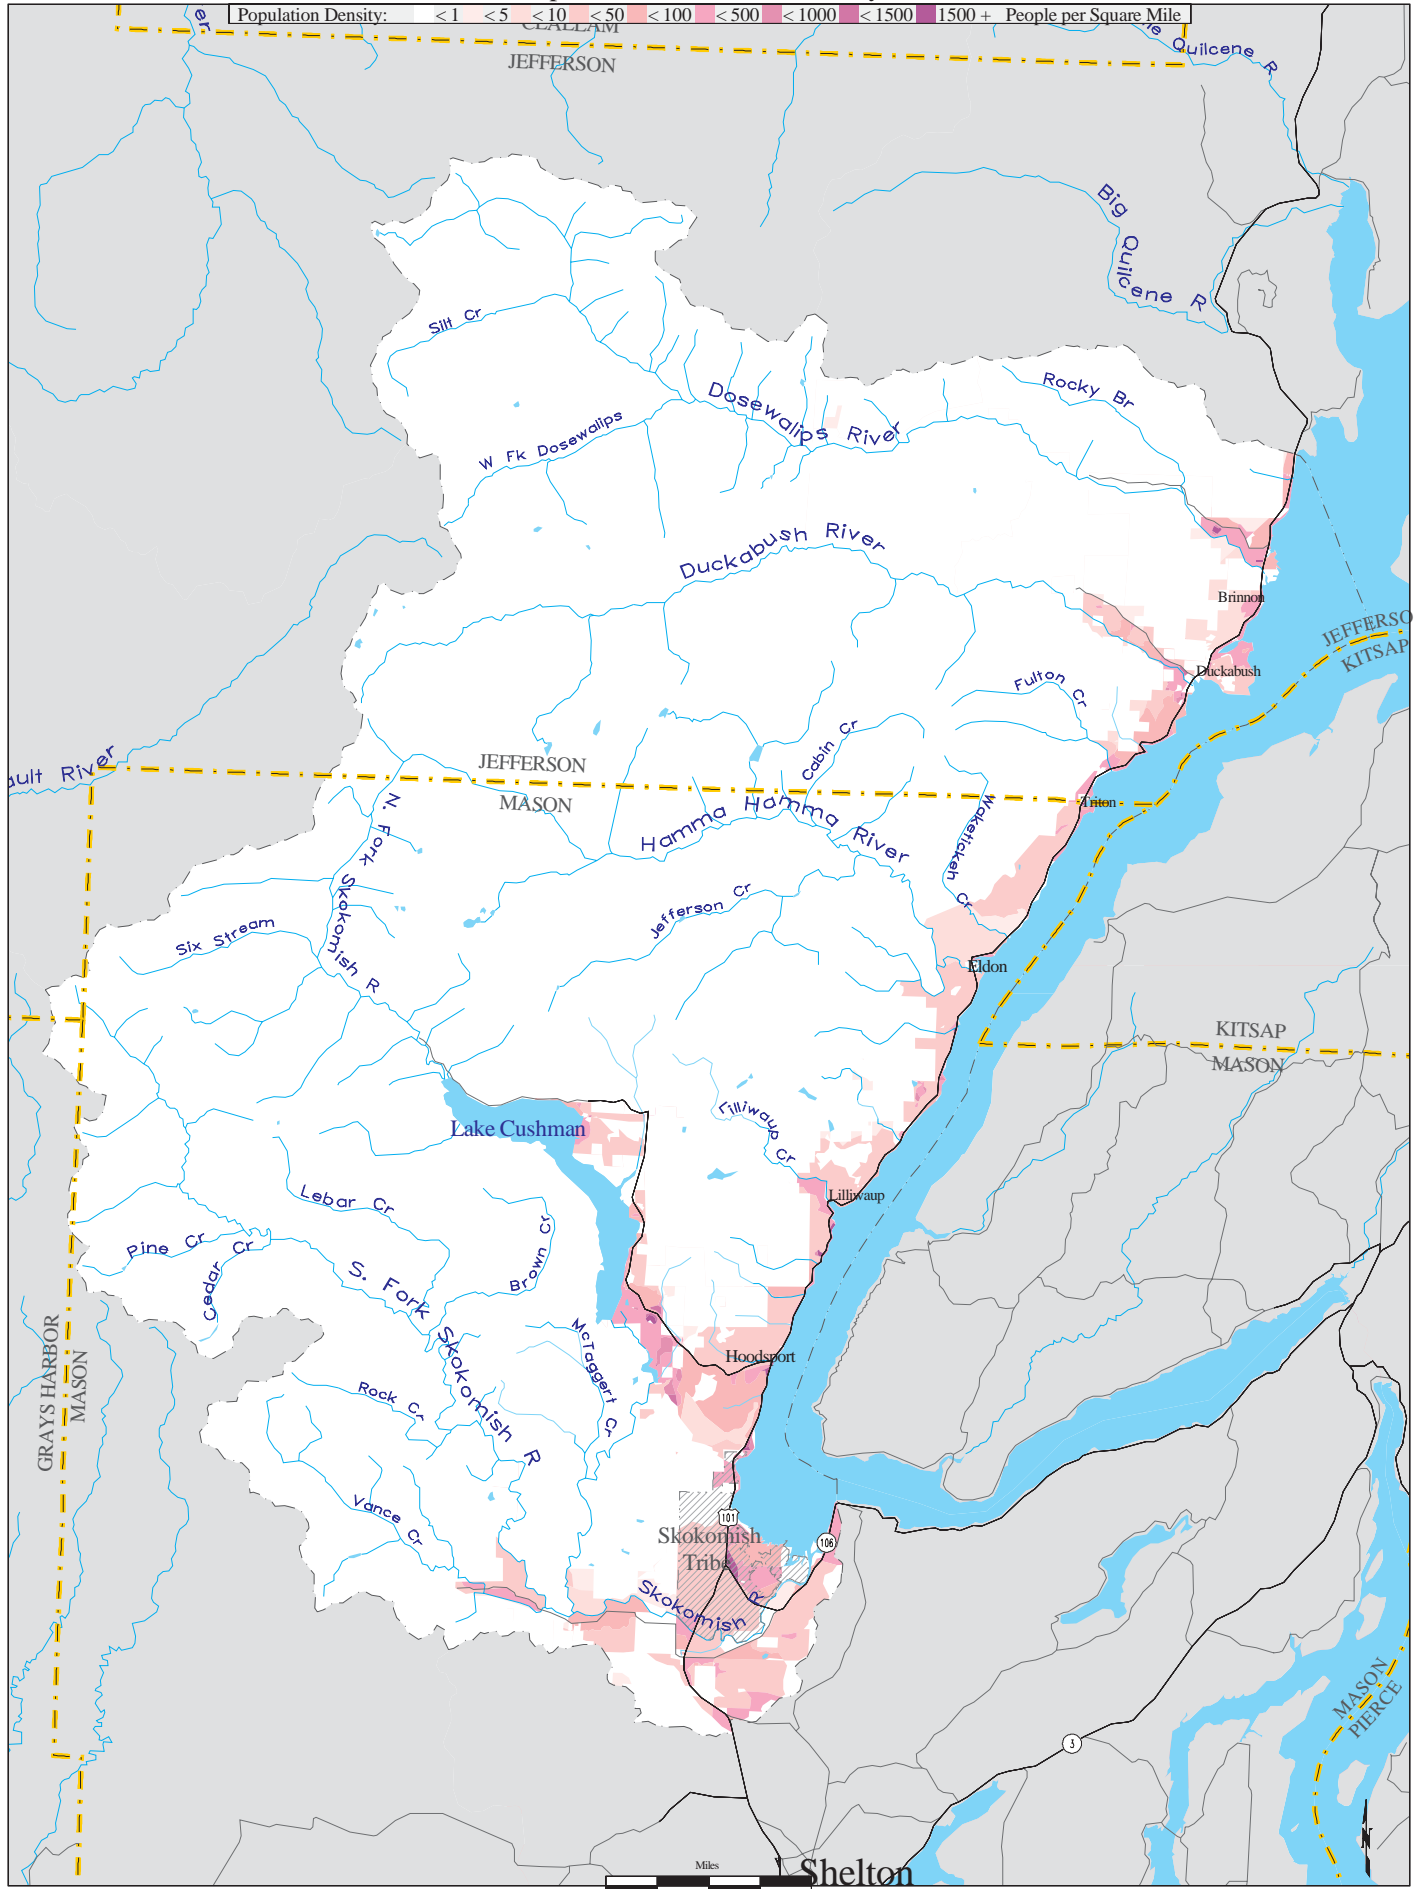 Population Density: < 1 < 5 < 10 < 50 < 100 < 500 < 1000 < 1500 1500 + People per Square Mile
CLALLAM
JEFFERSON
Quilcene R
Big Quilcene R
Silt Cr
Rocky Br
Dosewalips River
W Fk Dosewalips
Duckabush River
Brinnon
JEFFERSO
KITSAP
Duckabush
Fulton Cr
Cabin Cr
ault River
JEFFERSON
MASON
Triton
N. Fork Skokomish R
Hamma Hamma River
Waketickeh Cr
Jefferson Cr
Six Stream
Eldon
KITSAP
MASON
Lake Cushman
Lilliwaup Cr
Lilliwaup
Lebar Cr
Brown Cr
Pine Cr
Cedar Cr
S. Fork Skokomish R
McTaggert Cr
GRAYS HARBOR
MASON
Hoodsport
Rock Cr
Vance Cr
101
106
Skokomish
Tribe
Skokomish R
MASON
PIERCE
3
N
Miles
Shelton